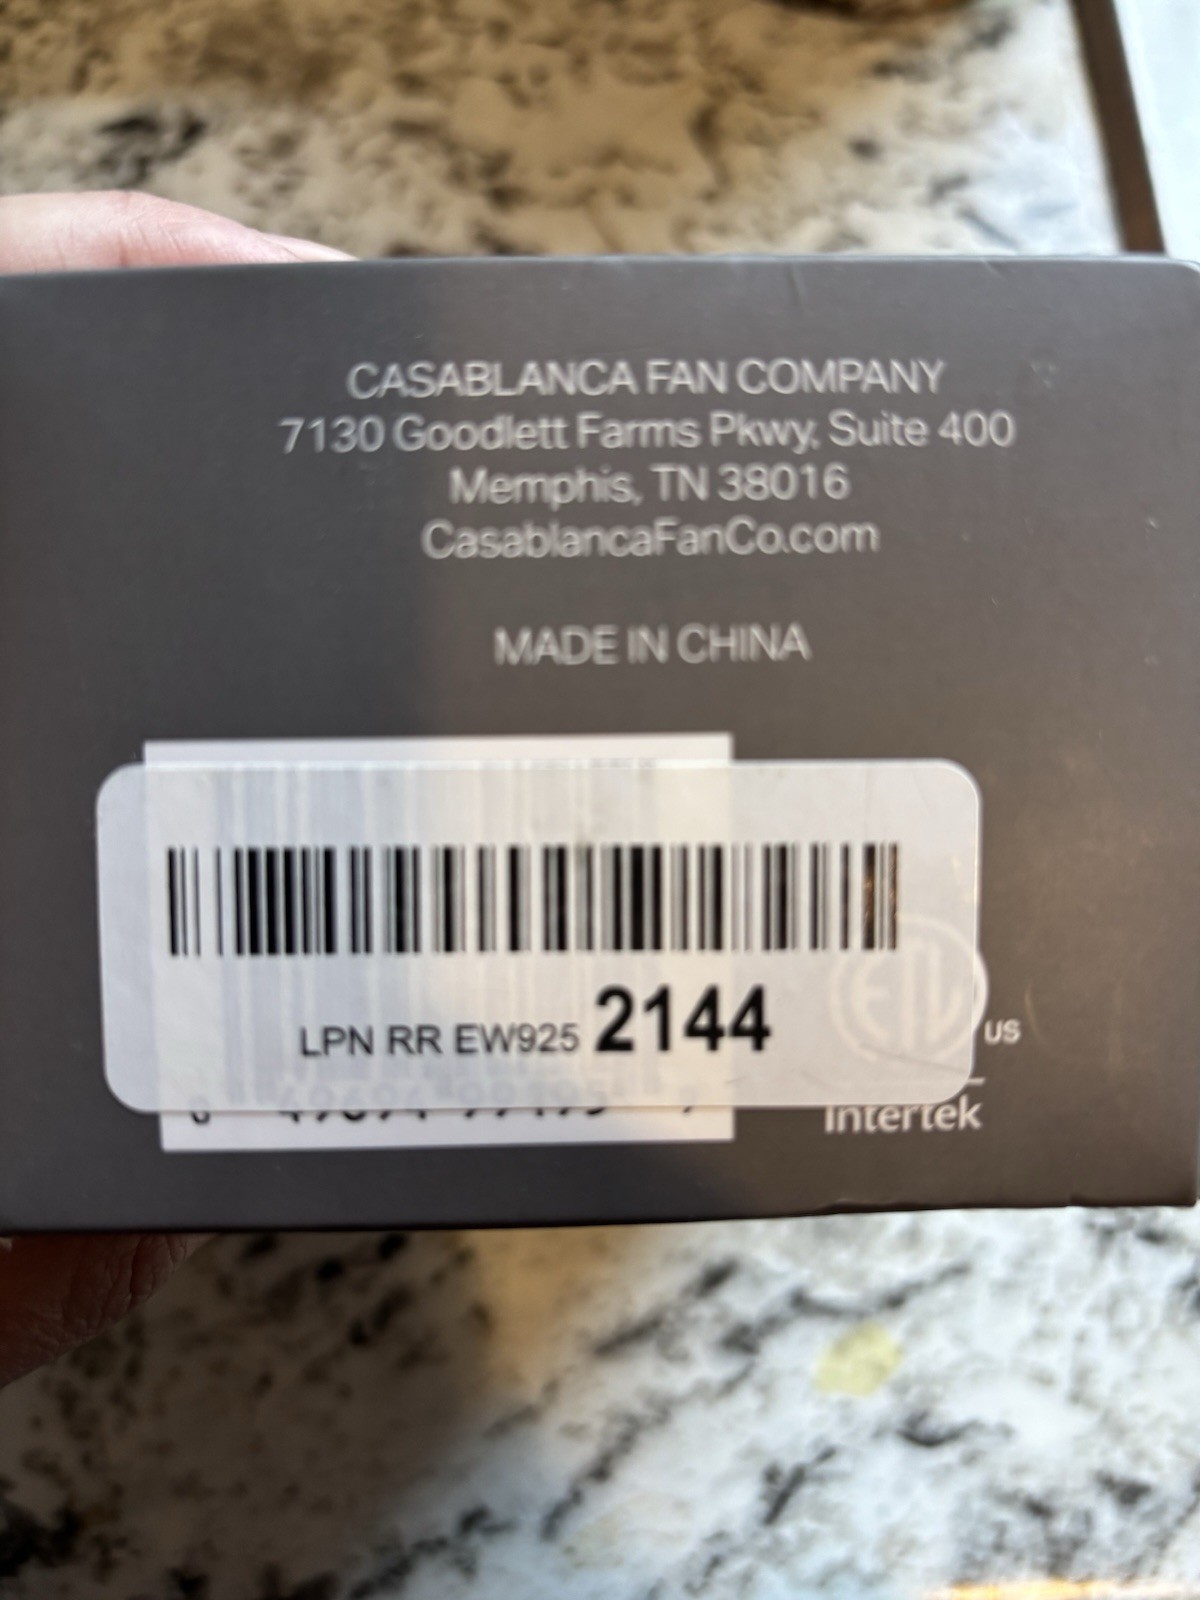 CASABLANCA FAN COMPANY
7130 Goodlett Farms Pkwy, Suite 400
Memphis, TN 38016
CasablancaFanCo.com
MADE IN CHINA
LPN RR EW925 2144
ETL
US
Intertek